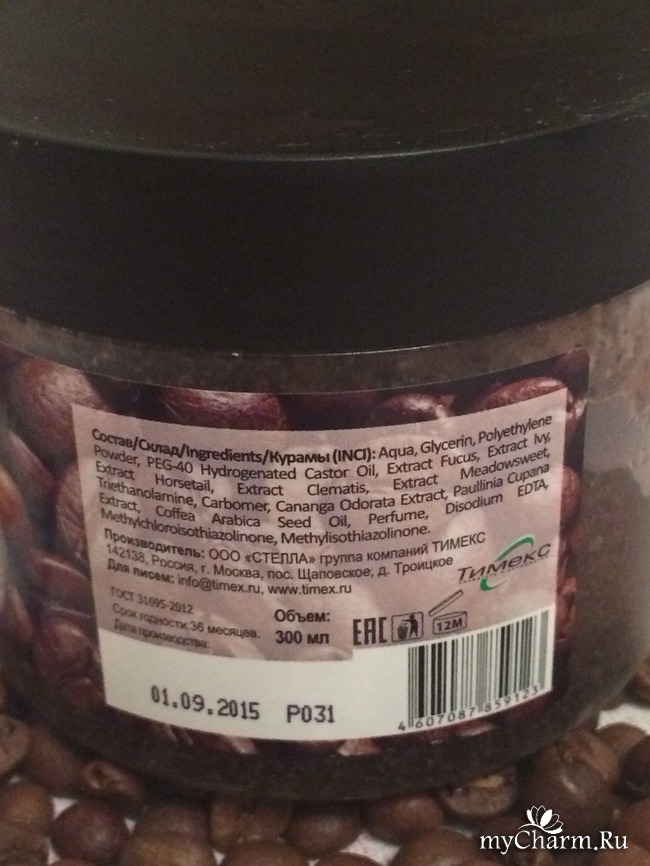 Состав/Склад/Ingredients/Курамы (INCI): Aqua, Glycerin, Polyethylene
Powder, PEG-40 Hydrogenated Castor Oil, Extract Fucus, Extract Ivy,
Extract Horsetail, Extract Clematis, Extract Meadowsweet,
Triethanolamine, Carbomer, Cananga Odorata Extract, Paullinia Cupana
Extract, Coffea Arabica Seed Oil, Perfume, Disodium EDTA,
Methylchloroisothiazolinone, Methylisothiazolinone.
Производитель: ООО «СТЕЛЛА» группа компаний ТИМЕКС
142138, Россия, г. Москва, пос. Щаповское, д. Троицкое
Для писем: info@timex.ru, www.timex.ru
Тимекс
ГОСТ 31695-2012
Срок годности:36 месяцев.
Дата производства:
Объем:
300 мл
EAC
12M
01.09.2015 P031
4 607087 859123
myCharm.Ru